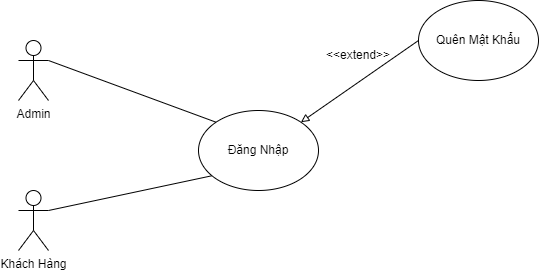 Quên Mật Khẩu
<<extend>>
Admin
Đăng Nhập
Khách Hàng